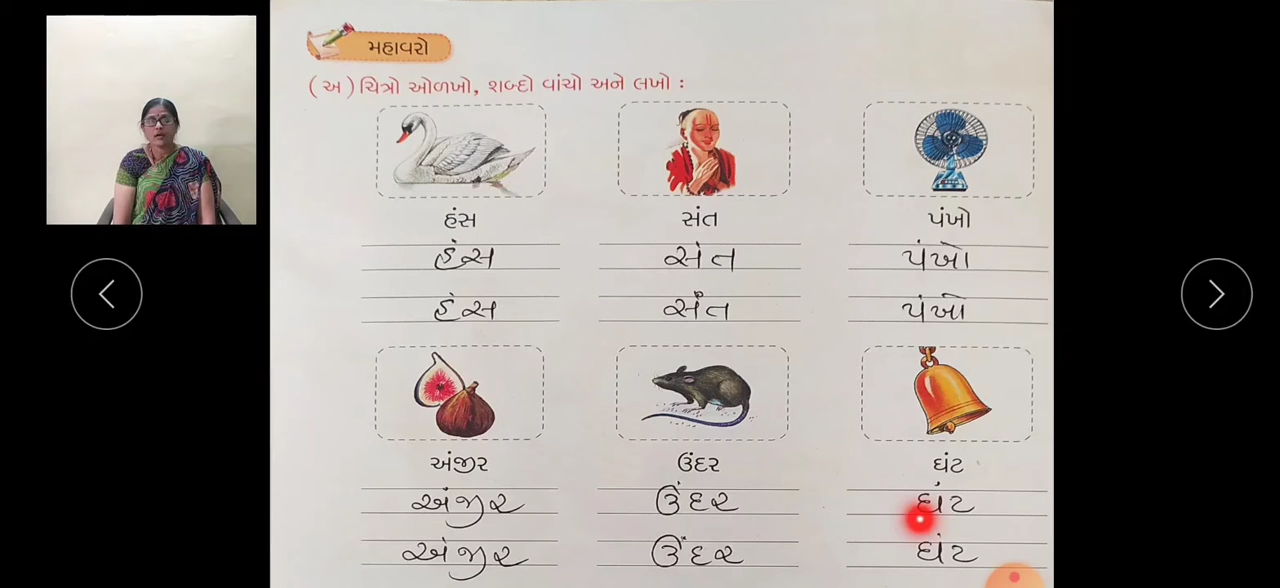 મહાવરો
(અ) ચિત્રો ઓળખો, શબ્દો વાંચો અને લખો :
હંસ સંત પંખો
હંસ સંત પંખો
હંસ સંત પંખો
અંજીર ઉંદર ઘંટ
અંજીર ઉંદર ઘંટ
અંજીર ઉંદર ઘંટ